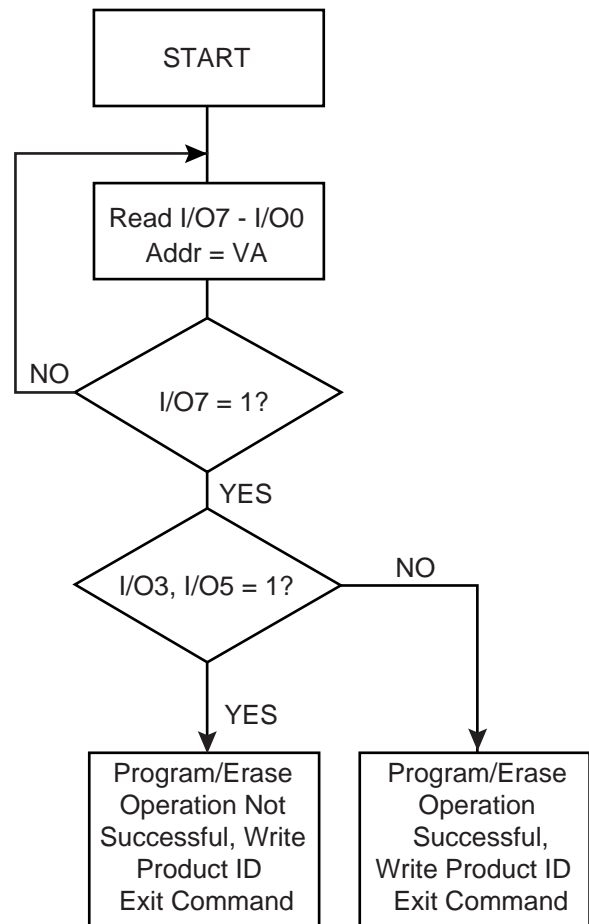 START
Read I/O7 - I/O0
Addr = VA
NO
I/O7 = 1?
YES
I/O3, I/O5 = 1?
NO
YES
Program/Erase
Operation Not
Successful, Write
Product ID
Exit Command
Program/Erase
Operation
Successful,
Write Product ID
Exit Command